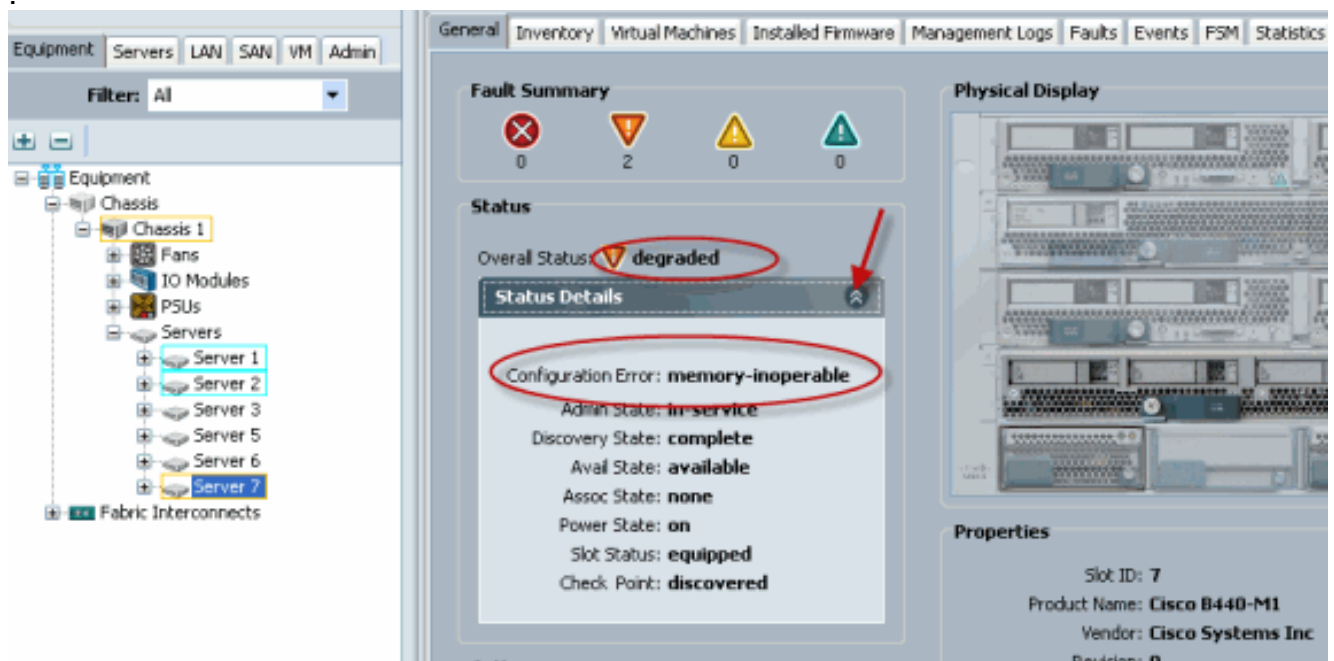 Equipment Servers LAN SAN VM Admin
Filter: All
Equipment
Chassis
Chassis 1
Fans
IO Modules
PSUs
Servers
Server 1
Server 2
Server 3
Server 5
Server 6
Server 7
Fabric Interconnects
General Inventory Virtual Machines Installed Firmware Management Logs Faults Events FSM Statistics
Fault Summary
0 2 0 0
Status
Overall Status: degraded
Status Details
Configuration Error: memory-inoperable
Admin State: in-service
Discovery State: complete
Avail State: available
Assoc State: none
Power State: on
Slot Status: equipped
Check Point: discovered
Physical Display
Properties
Slot ID: 7
Product Name: Cisco B440-M1
Vendor: Cisco Systems Inc